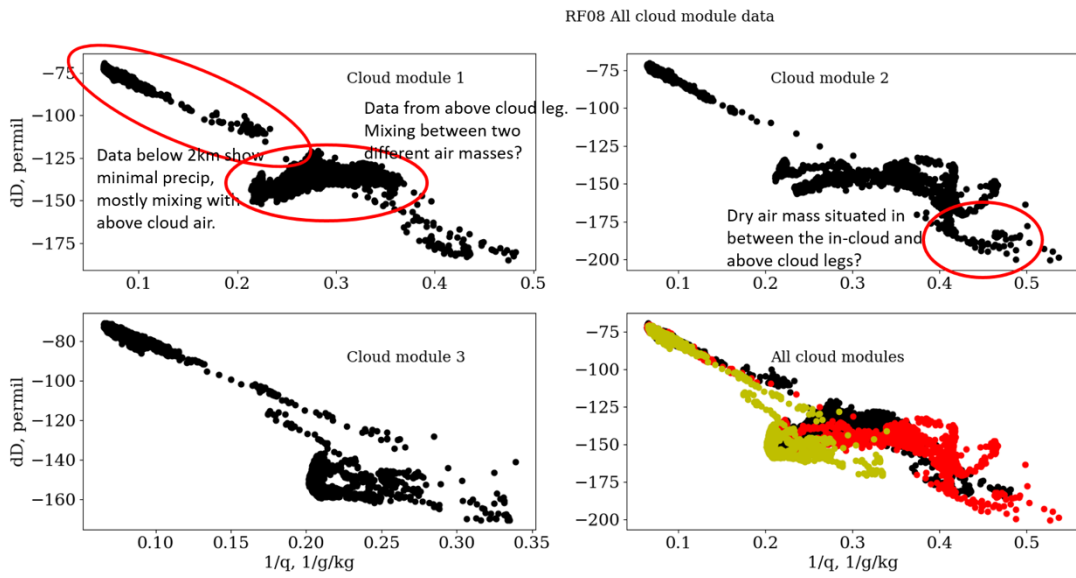 RF08 All cloud module data
Cloud module 1
Data from above cloud leg.
Mixing between two
different air masses?
Data below 2km show
minimal precip,
mostly mixing with
above cloud air.
dD, permil
−75
−100
−125
−150
−175
0.1
0.2
0.3
0.4
0.5
Cloud module 2
Dry air mass situated in
between the in-cloud and
above cloud legs?
−75
−100
−125
−150
−175
−200
0.1
0.2
0.3
0.4
0.5
Cloud module 3
dD, permil
−80
−100
−120
−140
−160
0.10
0.15
0.20
0.25
0.30
0.35
1/q, 1/g/kg
All cloud modules
−75
−100
−125
−150
−175
−200
0.1
0.2
0.3
0.4
0.5
1/q, 1/g/kg